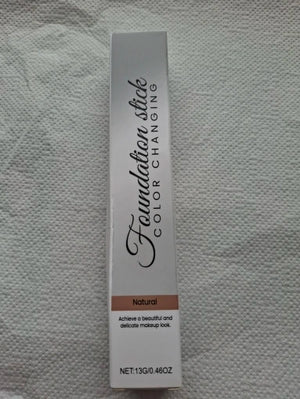 Foundation stick
COLOR CHANGING
Natural
Achieve a beautiful and
delicate makeup look.
NET:13G/0.46OZ